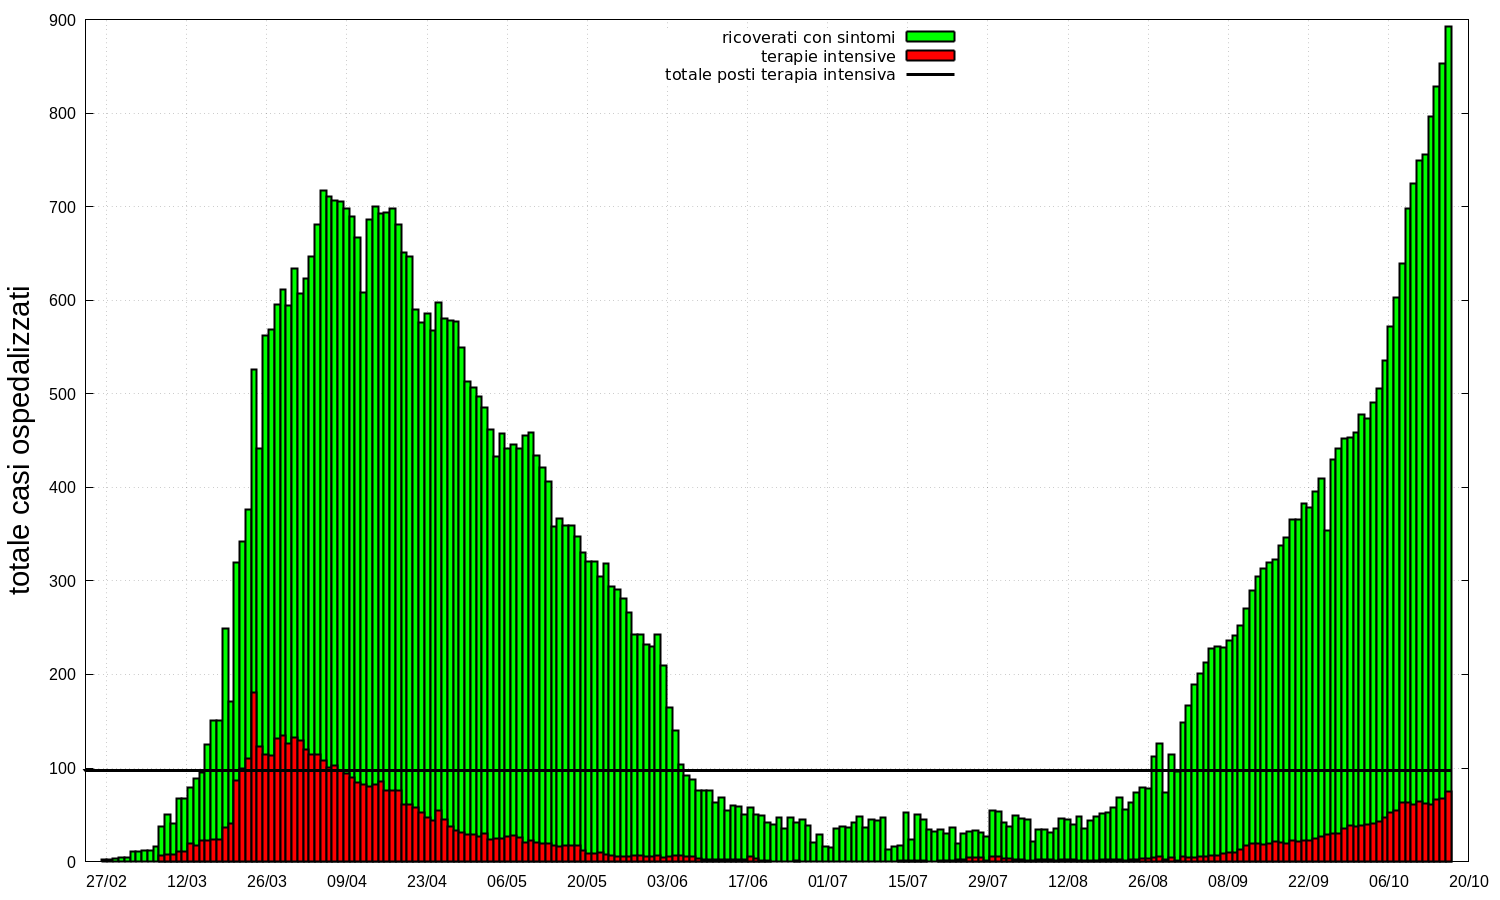 900
800
700
600
500
400
300
200
100
0
totale casi ospedalizzati
ricoverati con sintomi
terapie intensive
totale posti terapia intensiva
27/02 12/03 26/03 09/04 23/04 06/05 20/05 03/06 17/06 01/07 15/07 29/07 12/08 26/08 08/09 22/09 06/10 20/10